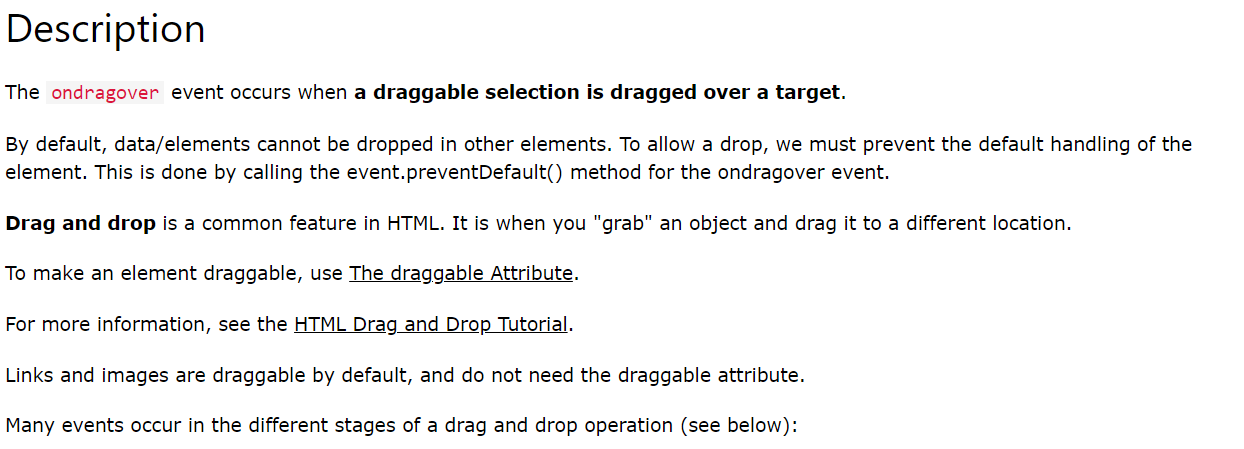 Description
The ondragover event occurs when a draggable selection is dragged over a target.
By default, data/elements cannot be dropped in other elements. To allow a drop, we must prevent the default handling of the
element. This is done by calling the event.preventDefault() method for the ondragover event.
Drag and drop is a common feature in HTML. It is when you "grab" an object and drag it to a different location.
To make an element draggable, use The draggable Attribute.
For more information, see the HTML Drag and Drop Tutorial.
Links and images are draggable by default, and do not need the draggable attribute.
Many events occur in the different stages of a drag and drop operation (see below):